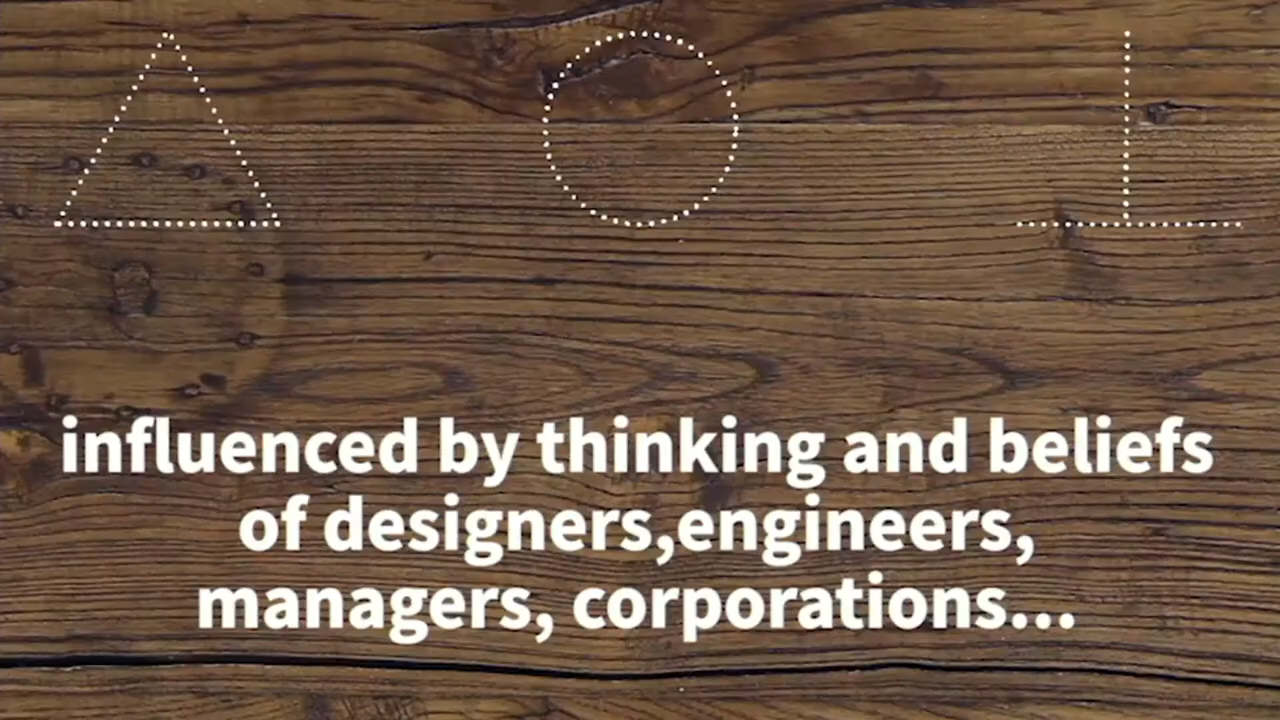 influenced by thinking and beliefs
of designers,engineers,
managers, corporations...